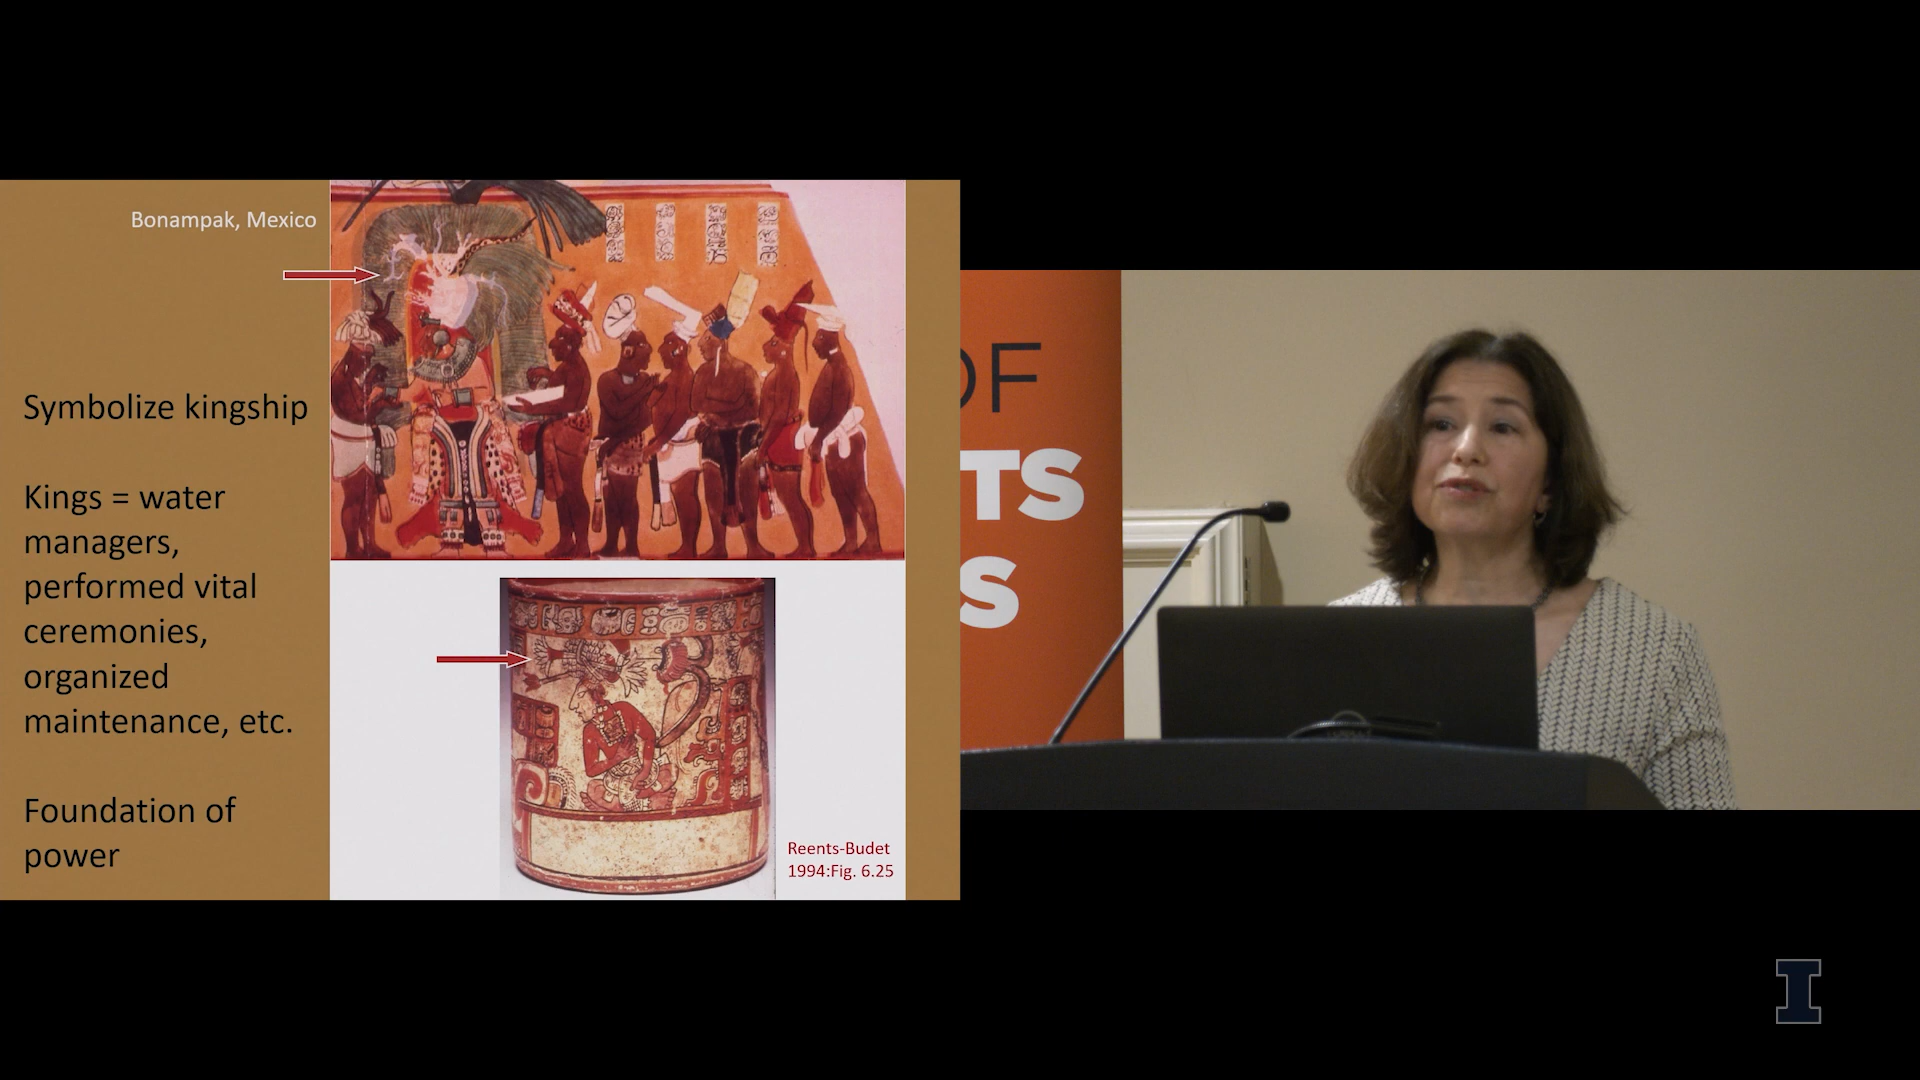 Bonampak, Mexico
Symbolize kingship
Kings = water
managers,
performed vital
ceremonies,
organized
maintenance, etc.
Foundation of
power
Reents-Budet
1994:Fig. 6.25
OF
TS
S
I